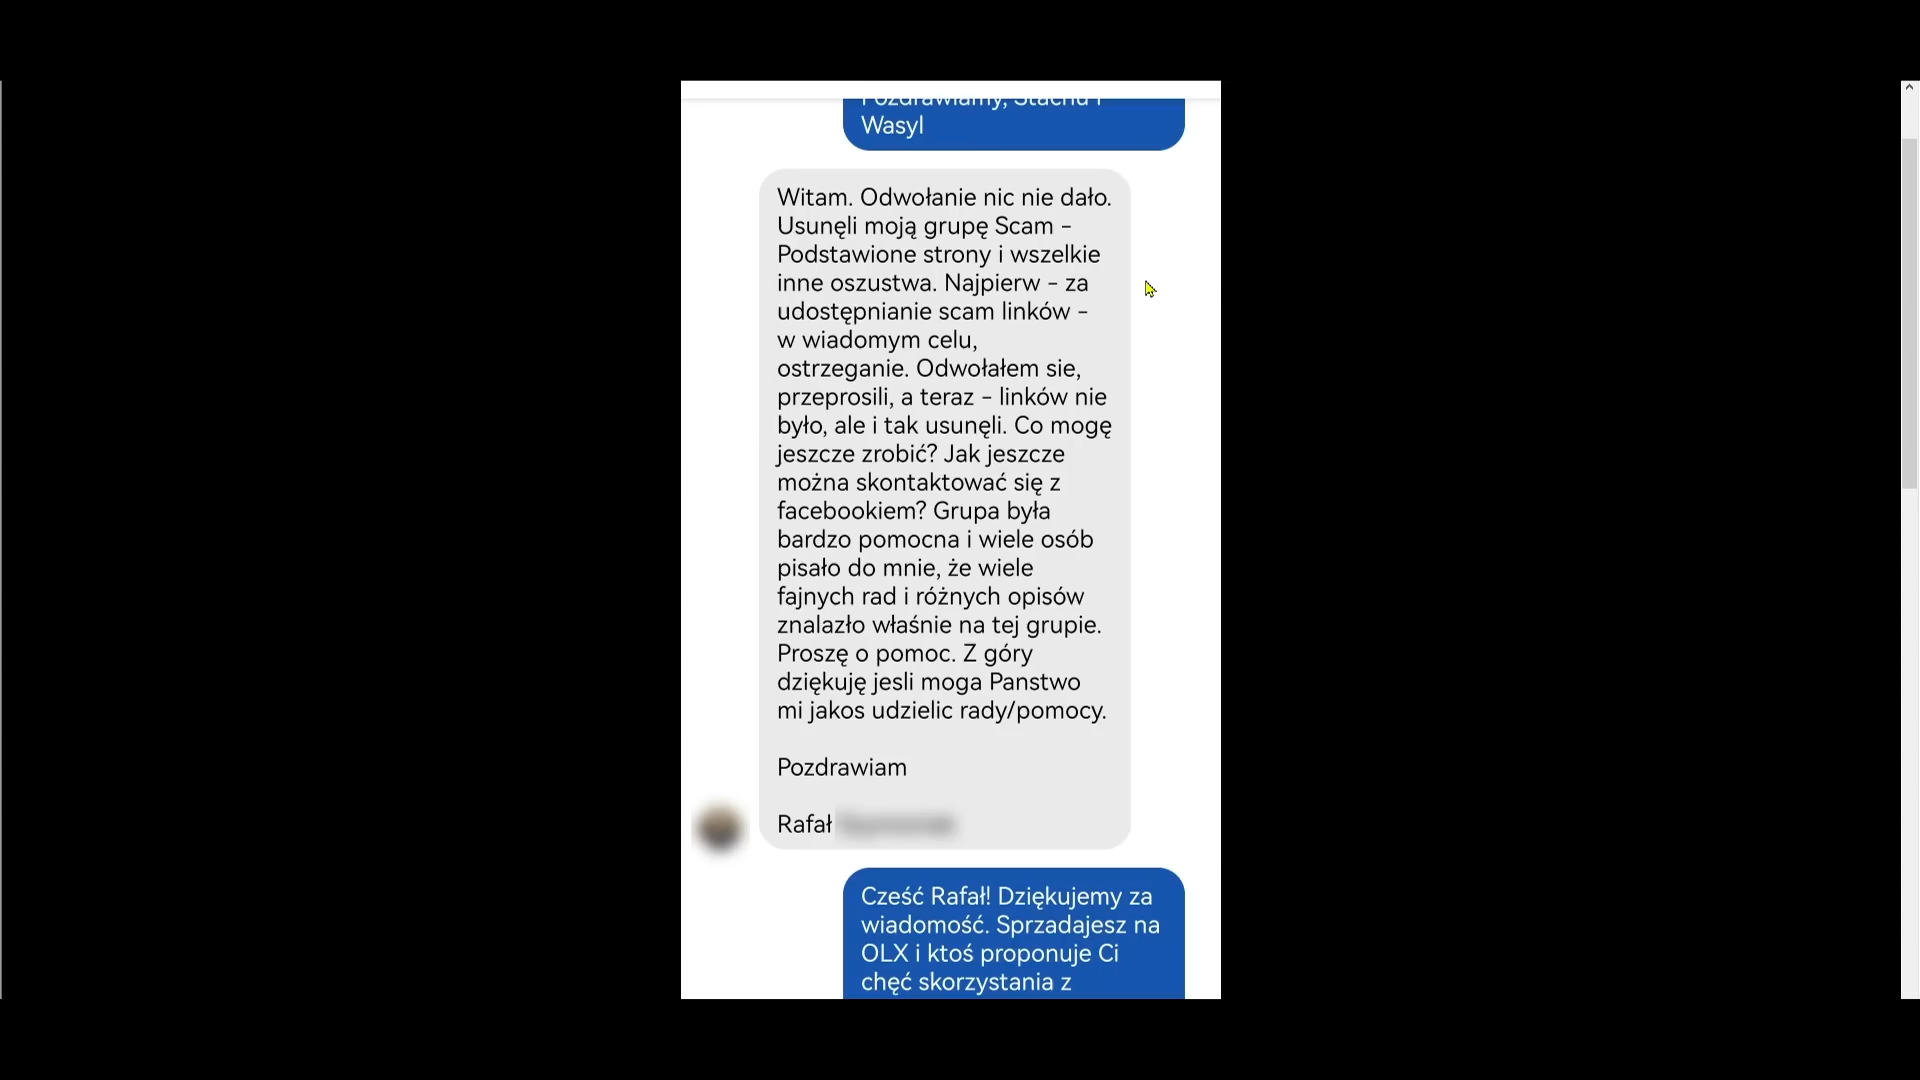 Pozdrawiamy, Stachu i
Wasyl
Witam. Odwołanie nic nie dało.
Usunęli moją grupę Scam -
Podstawione strony i wszelkie
inne oszustwa. Najpierw - za
udostępnianie scam linków -
w wiadomym celu,
ostrzeganie. Odwołałem sie,
przeprosili, a teraz - linków nie
było, ale i tak usunęli. Co mogę
jeszcze zrobić? Jak jeszcze
można skontaktować się z
facebookiem? Grupa była
bardzo pomocna i wiele osób
pisało do mnie, że wiele
fajnych rad i różnych opisów
znalazło właśnie na tej grupie.
Proszę o pomoc. Z góry
dziękuję jesli moga Panstwo
mi jakos udzielic rady/pomocy.
Pozdrawiam
Rafał
Cześć Rafał! Dziękujemy za
wiadomość. Sprzadajesz na
OLX i ktoś proponuje Ci
chęć skorzystania z